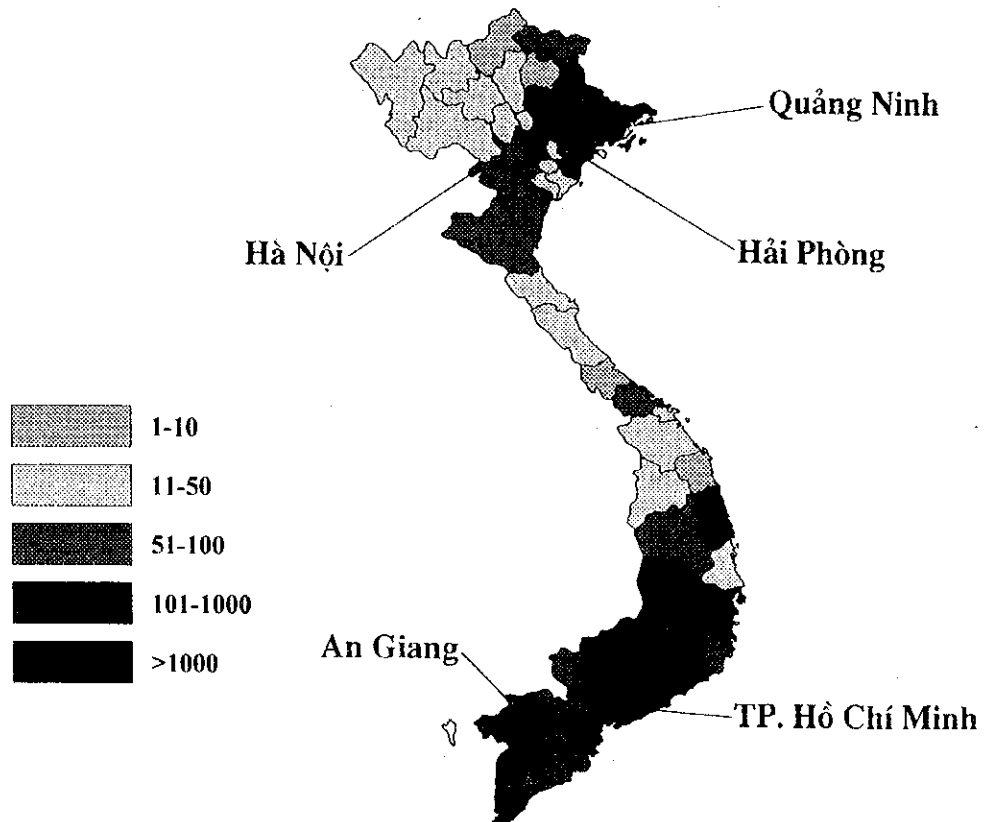 Quảng Ninh
Hà Nội
Hải Phòng
1-10
11-50
51-100
101-1000
>1000
An Giang
TP. Hồ Chí Minh